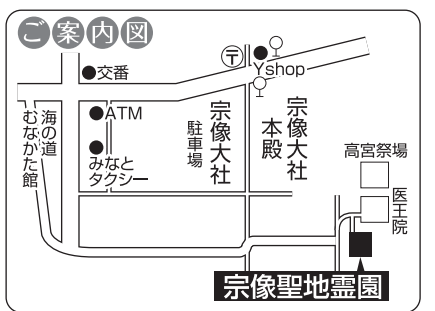 ご案内図
〒
Yshop
交番
ATM
みなと
タクシー
海の道
むなかた館
宗像大社
駐車場
宗像大社
本殿
高宮祭場
医王院
宗像聖地霊園